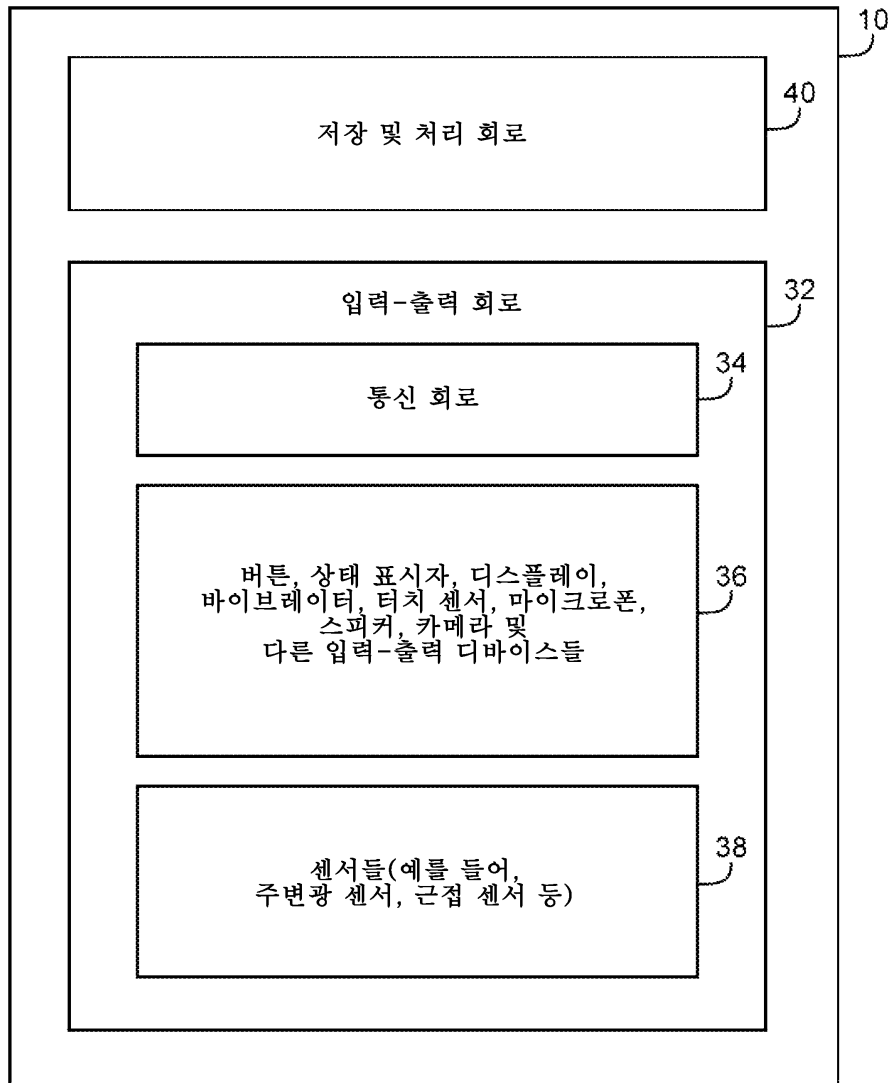 10
저장 및 처리 회로
40
입력-출력 회로
32
통신 회로
34
버튼, 상태 표시자, 디스플레이,
바이브레이터, 터치 센서, 마이크로폰,
스피커, 카메라 및
다른 입력-출력 디바이스들
36
센서들(예를 들어,
주변광 센서, 근접 센서 등)
38